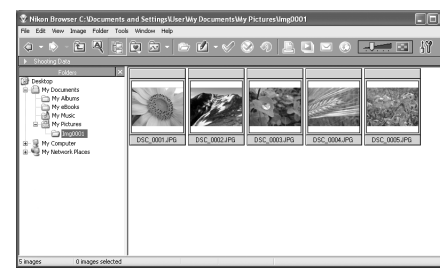 Nikon Browser C:\Documents and Settings\User\My Documents\My Pictures\Img0001
File Edit View Image Folder Tools Window Help
Shooting Data
Folders
Desktop
My Documents
My Albums
My eBooks
My Music
My Pictures
Img0001
My Computer
My Network Places
DSC_0001.JPG DSC_0002.JPG DSC_0003.JPG DSC_0004.JPG DSC_0005.JPG
5 images 0 images selected